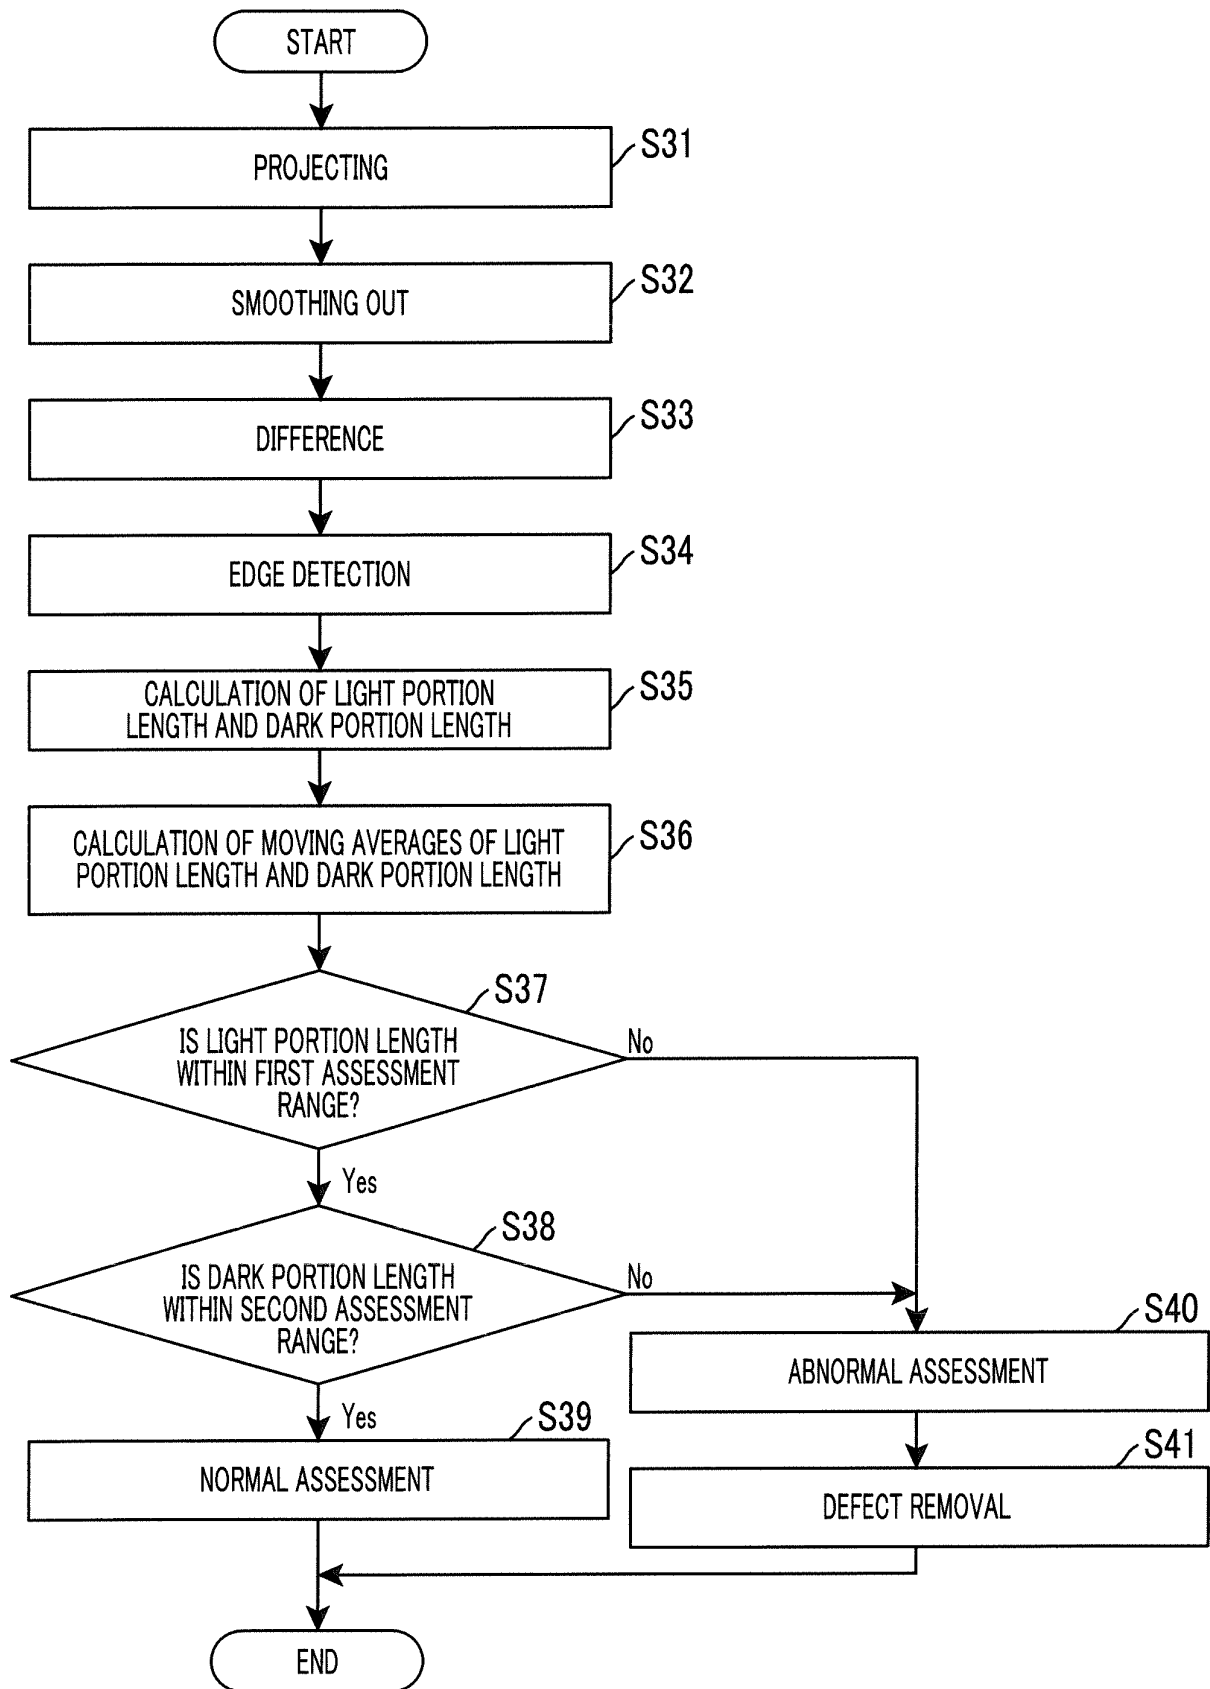 START
S31
PROJECTING
S32
SMOOTHING OUT
S33
DIFFERENCE
S34
EDGE DETECTION
S35
CALCULATION OF LIGHT PORTION
LENGTH AND DARK PORTION LENGTH
S36
CALCULATION OF MOVING AVERAGES OF LIGHT
PORTION LENGTH AND DARK PORTION LENGTH
S37
IS LIGHT PORTION LENGTH
WITHIN FIRST ASSESSMENT
RANGE?
No
Yes
S38
IS DARK PORTION LENGTH
WITHIN SECOND ASSESSMENT
RANGE?
No
Yes
S39
NORMAL ASSESSMENT
S40
ABNORMAL ASSESSMENT
S41
DEFECT REMOVAL
END